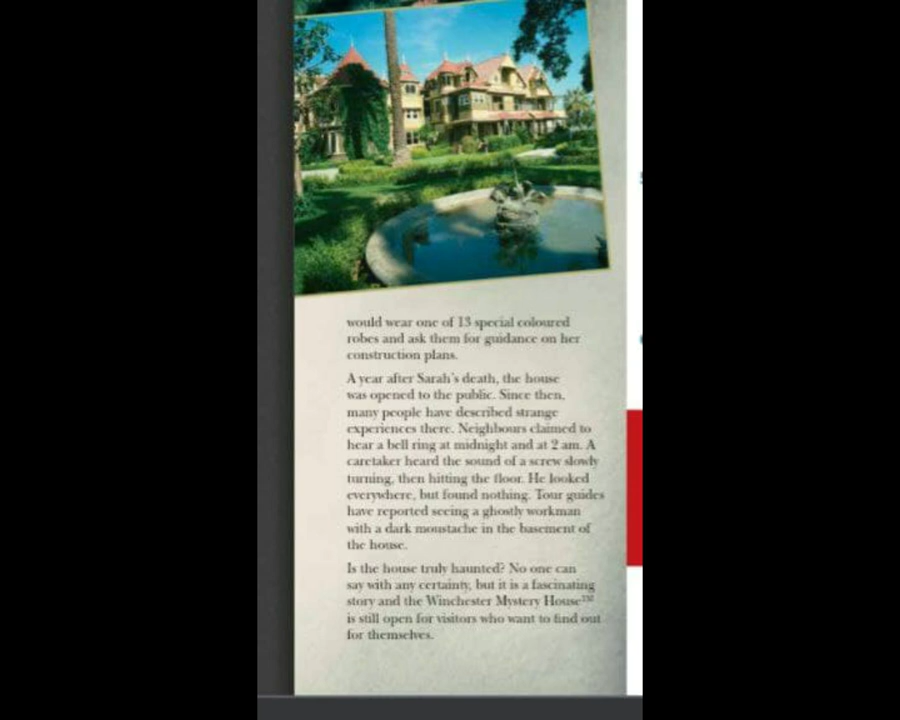 would wear one of 13 special coloured
robes and ask them for guidance on her
construction plans.
A year after Sarah's death, the house
was opened to the public. Since then,
many people have described strange
experiences there. Neighbours claimed to
hear a bell ring at midnight and at 2 am. A
caretaker heard the sound of a screw slowly
turning, then hitting the floor. He looked
everywhere, but found nothing. Tour guides
have reported seeing a ghostly workman
with a dark moustache in the basement of
the house.
Is the house truly haunted? No one can
say with any certainty, but it is a fascinating
story and the Winchester Mystery House™
is still open for visitors who want to find out
for themselves.